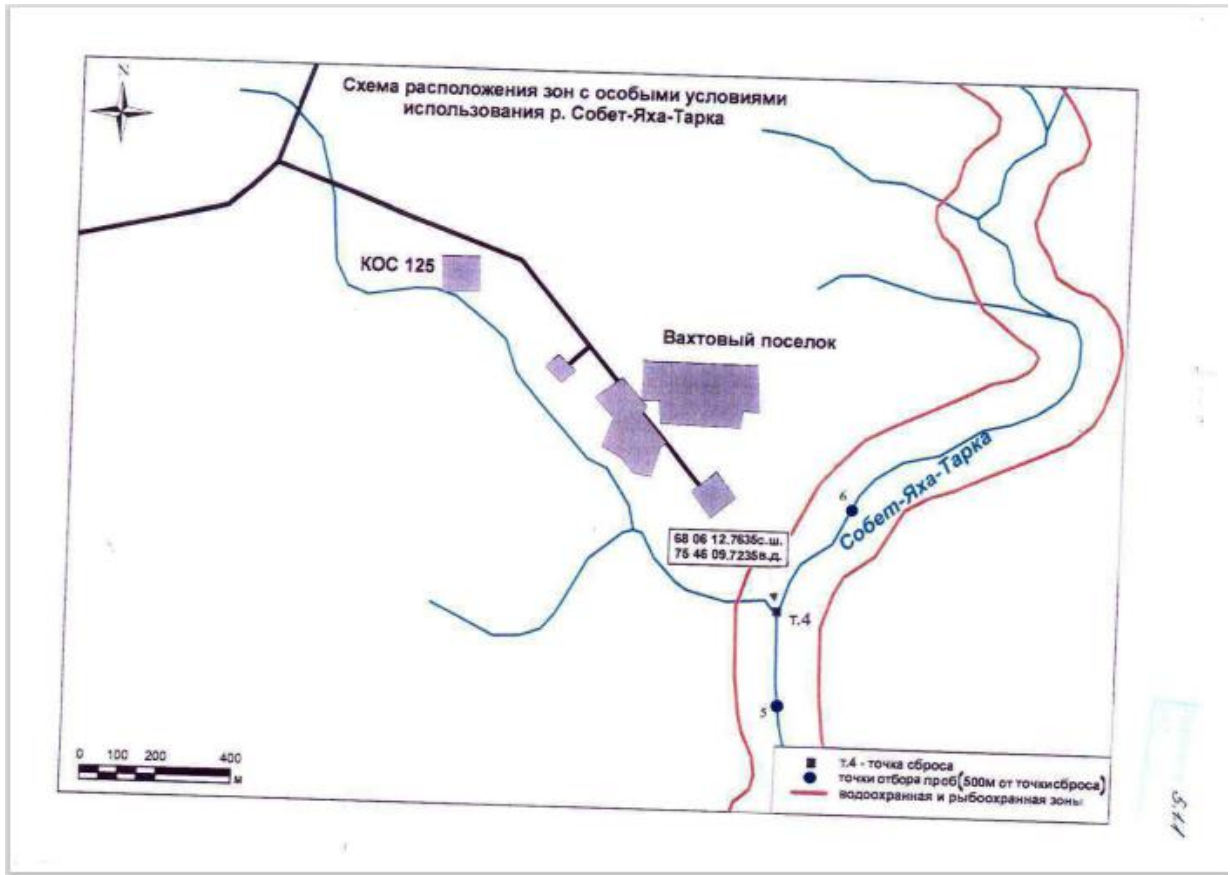 Схема расположения зон с особыми условиями
использования р. Собет-Яха-Тарка
КОС 125
Вахтовый поселок
Собет-Яха-Тарка
6
68 06 12.7635с.ш.
75 46 09.7235в.д.
т.4
5
0 100 200 400
м
т.4 - точка сброса
точки отбора проб (500м от точки сброса)
водоохранная и рыбоохранная зоны